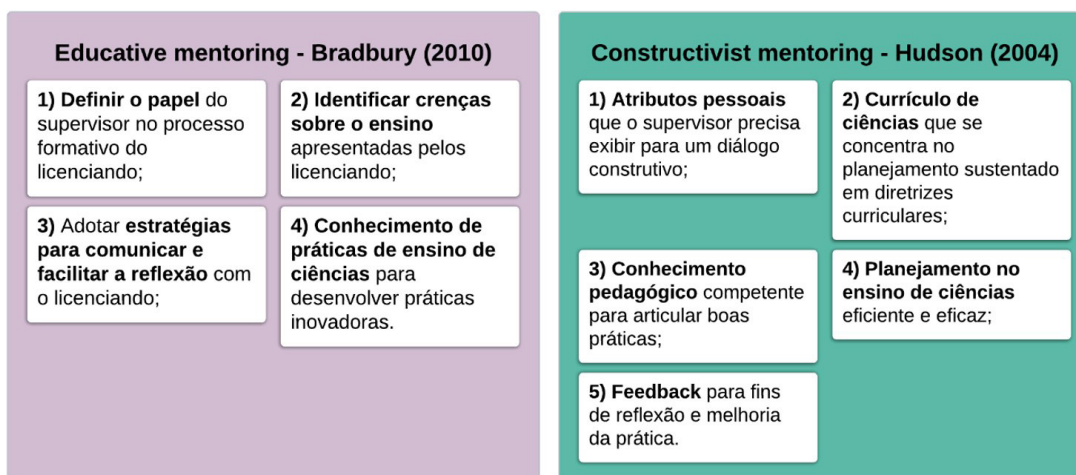 Educative mentoring - Bradbury (2010)
1) Definir o papel do
supervisor no processo
formativo do
licenciando;
2) Identificar crenças
sobre o ensino
apresentadas pelos
licenciando;
3) Adotar estratégias
para comunicar e
facilitar a reflexão com
o licenciando;
4) Conhecimento de
práticas de ensino de
ciências para
desenvolver práticas
inovadoras.
Constructivist mentoring - Hudson (2004)
1) Atributos pessoais
que o supervisor precisa
exibir para um diálogo
construtivo;
2) Currículo de
ciências que se
concentra no
planejamento sustentado
em diretrizes
curriculares;
3) Conhecimento
pedagógico competente
para articular boas
práticas;
4) Planejamento no
ensino de ciências
eficiente e eficaz;
5) Feedback para fins
de reflexão e melhoria
da prática.